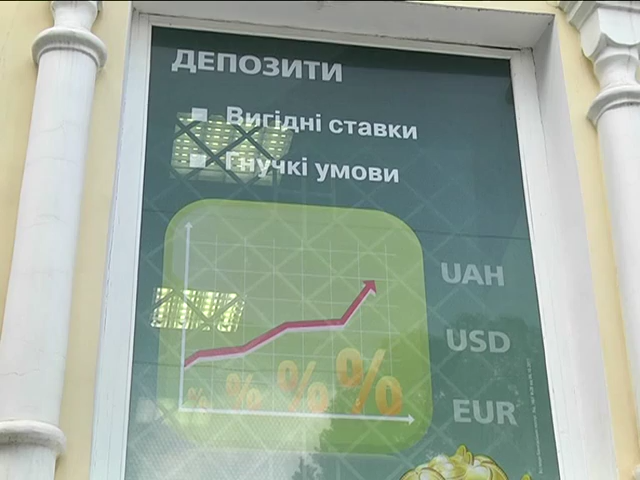 ДЕПОЗИТИ
Вигідні ставки
Гнучкі умови
UAH
USD
% % % %
EUR